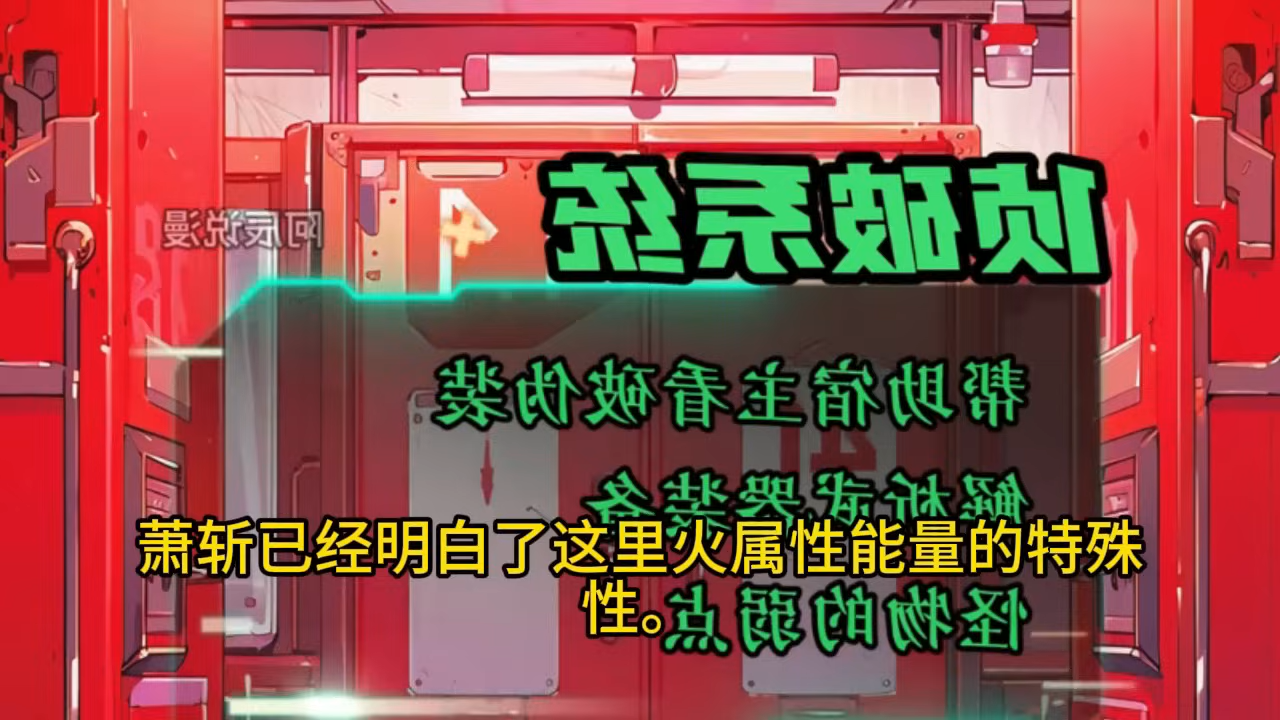 侦破系统
阿辰说漫
帮助宿主看破伪装
解析武器装备
萧斩已经明白了这里火属性能量的特殊
性。
怪物的弱点